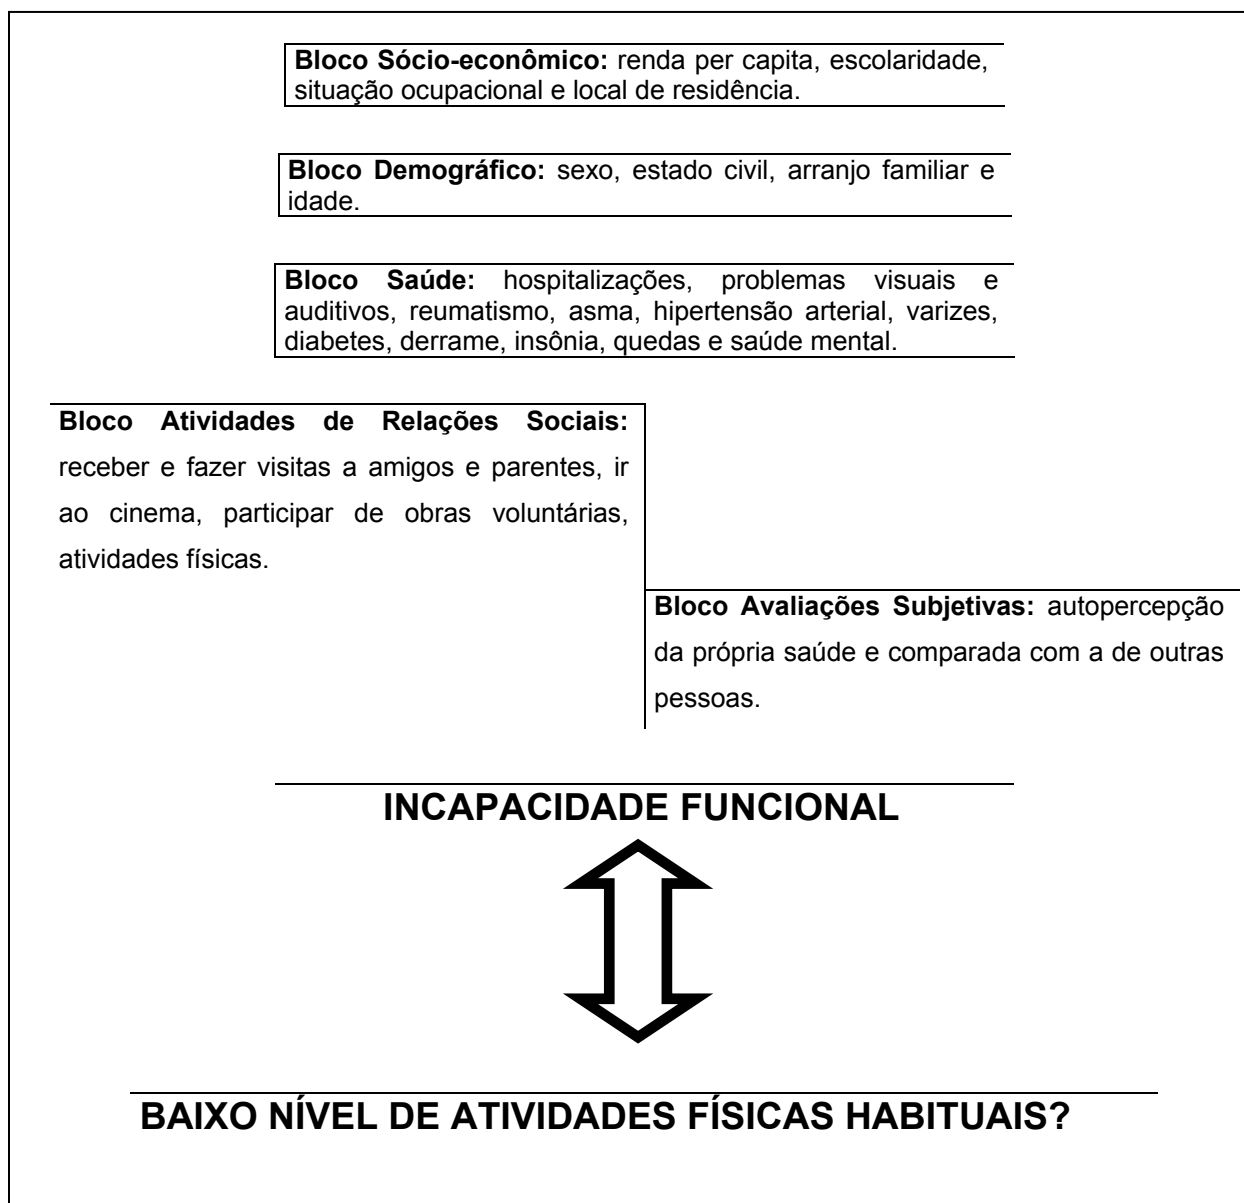 Bloco Sócio-econômico: renda per capita, escolaridade,
situação ocupacional e local de residência.
Bloco Demográfico: sexo, estado civil, arranjo familiar e
idade.
Bloco Saúde: hospitalizações, problemas visuais e
auditivos, reumatismo, asma, hipertensão arterial, varizes,
diabetes, derrame, insônia, quedas e saúde mental.
Bloco Atividades de Relações Sociais:
receber e fazer visitas a amigos e parentes, ir
ao cinema, participar de obras voluntárias,
atividades físicas.
Bloco Avaliações Subjetivas: autopercepção
da própria saúde e comparada com a de outras
pessoas.
INCAPACIDADE FUNCIONAL
BAIXO NÍVEL DE ATIVIDADES FÍSICAS HABITUAIS?